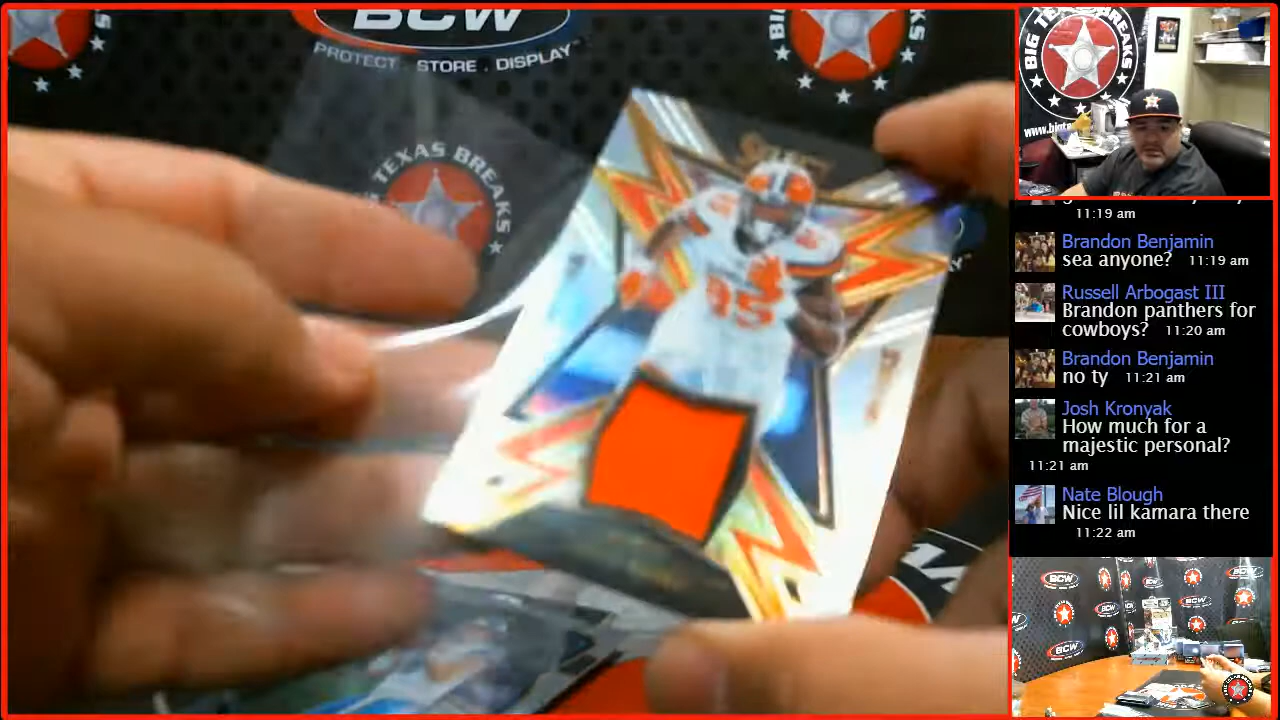 BCW
PROTECT . STORE . DISPLAY™
TEXAS BREAKS
95
BIG TEXAS BREAKS
11:19 am
Brandon Benjamin
sea anyone? 11:19 am
Russell Arbogast III
Brandon panthers for
cowboys? 11:20 am
Brandon Benjamin
no ty 11:21 am
Josh Kronyak
How much for a
majestic personal?
11:21 am
Nate Blough
Nice lil kamara there
11:22 am
BCW
BCW
BCW
BCW